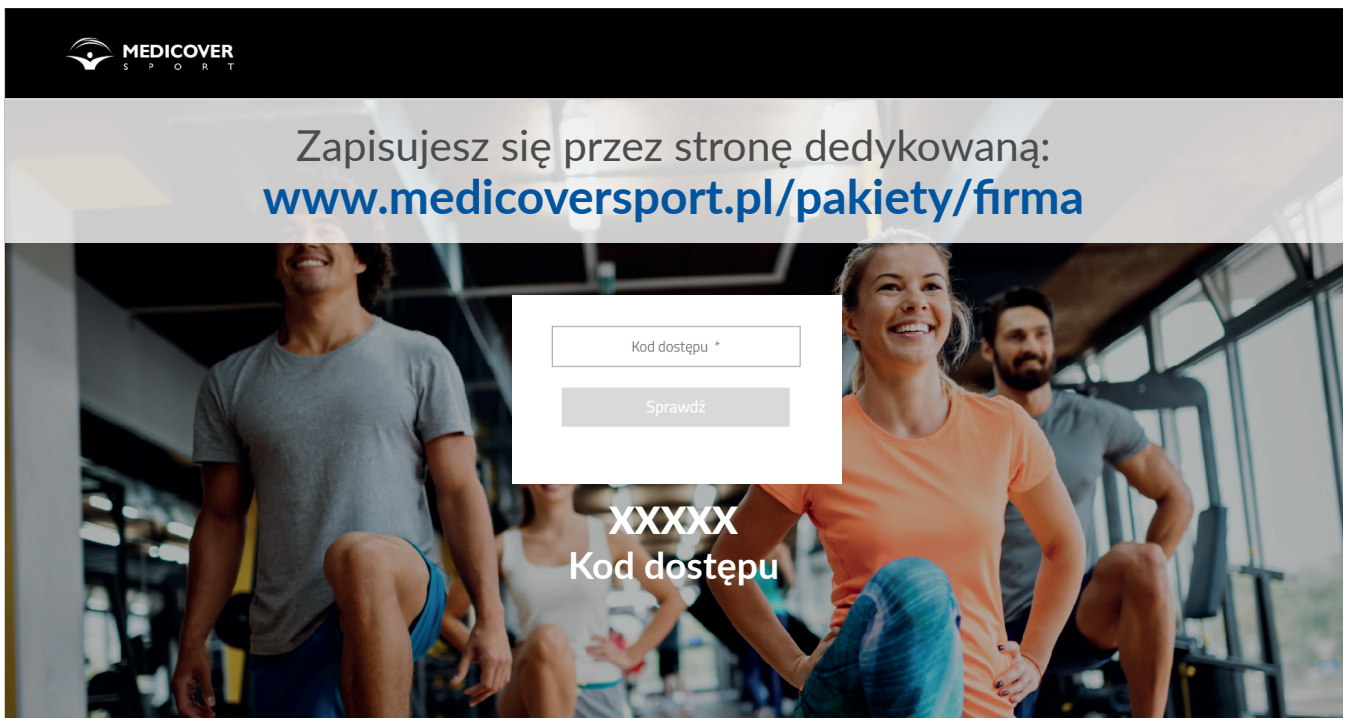 MEDICOVER
SPORT
Zapisujesz się przez stronę dedykowaną:
www.medicoversport.pl/pakiety/firma
Kod dostępu *
Sprawdź
XXXXX
Kod dostępu